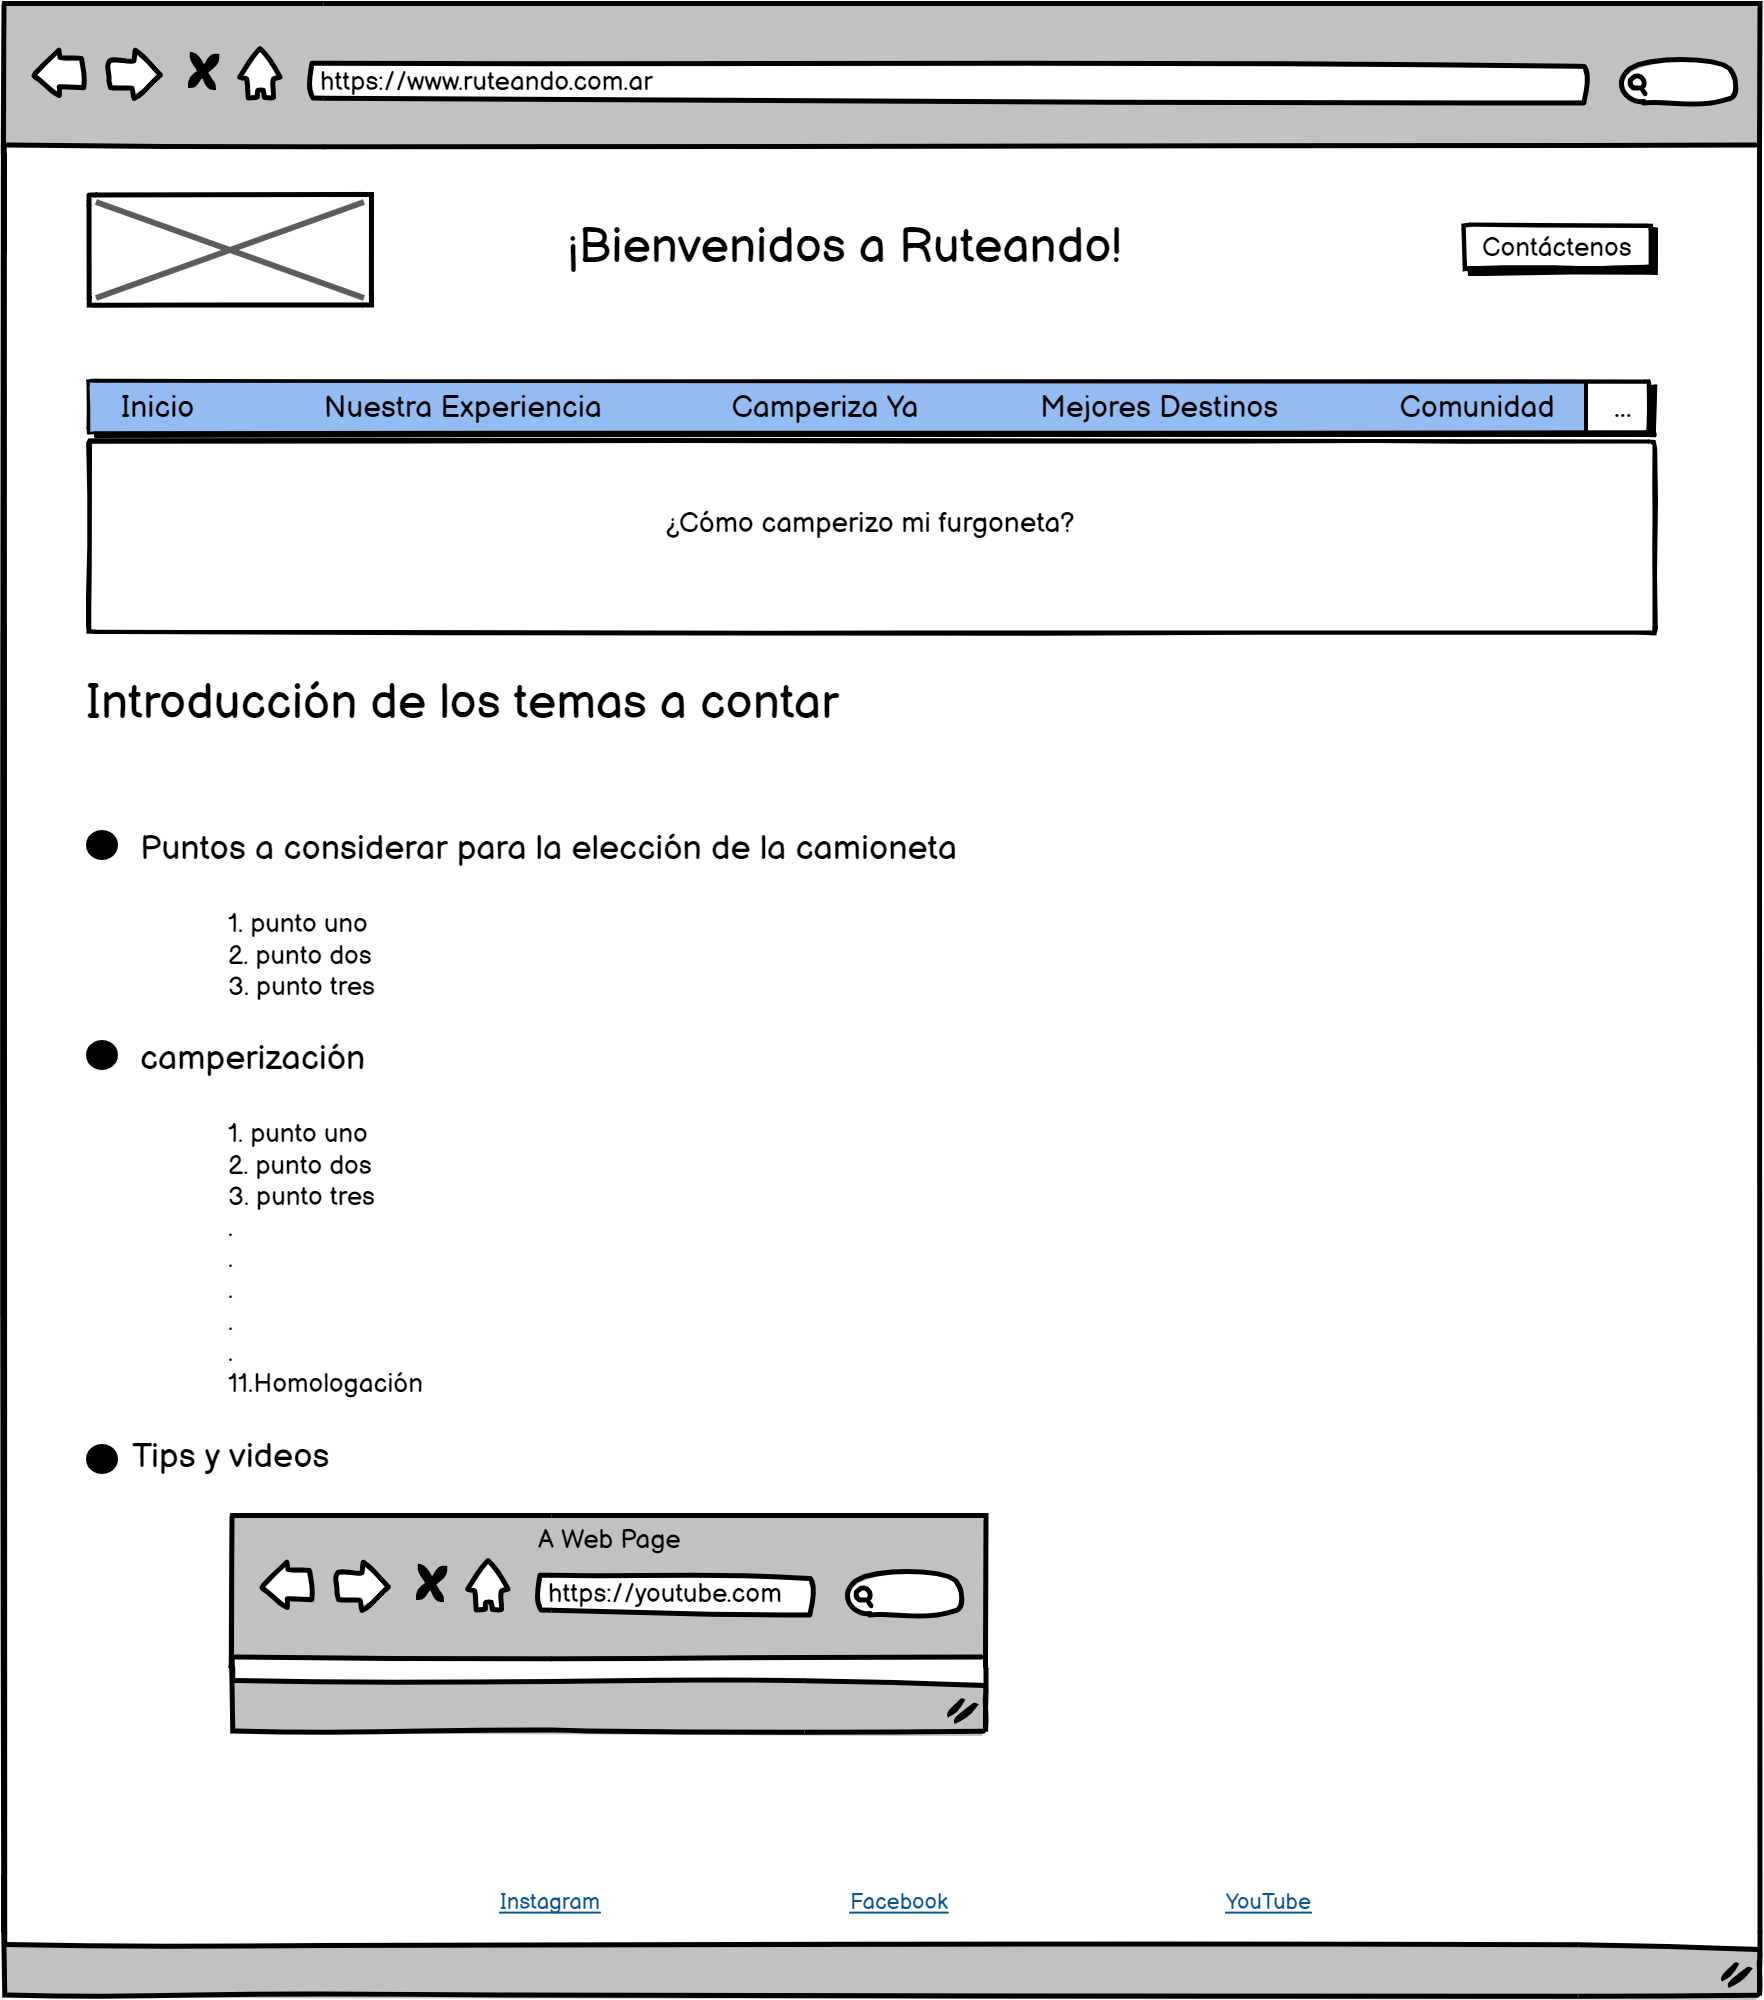 https://www.ruteando.com.ar
¡Bienvenidos a Ruteando!
Contáctenos
Inicio Nuestra Experiencia Camperiza Ya Mejores Destinos Comunidad ...
¿Cómo camperizo mi furgoneta?
Introducción de los temas a contar
Puntos a considerar para la elección de la camioneta
1. punto uno
2. punto dos
3. punto tres
camperización
1. punto uno
2. punto dos
3. punto tres
.
.
.
.
.
11.Homologación
Tips y videos
A Web Page
https://youtube.com
Instagram Facebook YouTube